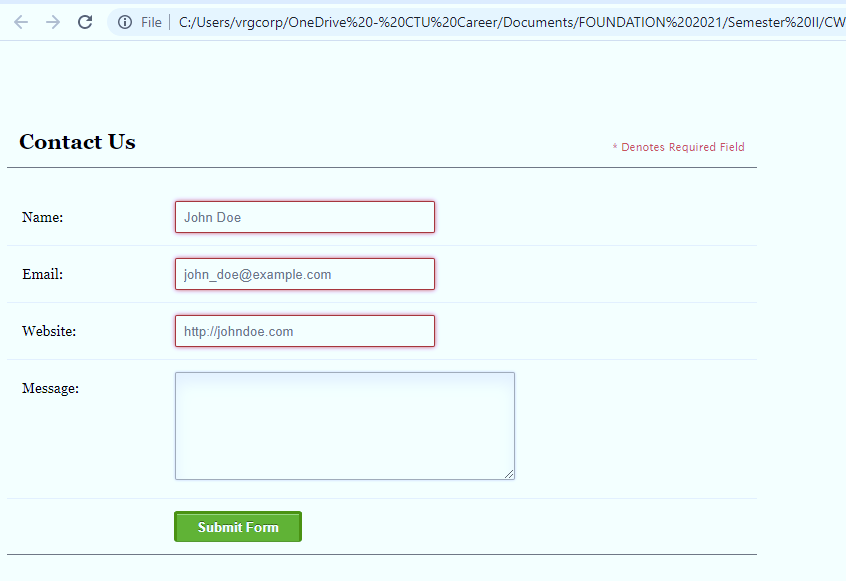 File C:/Users/vrgcorp/OneDrive%20-%20CTU%20Career/Documents/FOUNDATION%202021/Semester%20II/CW
Contact Us
* Denotes Required Field
Name: John Doe
Email: john_doe@example.com
Website: http://johndoe.com
Message:
Submit Form